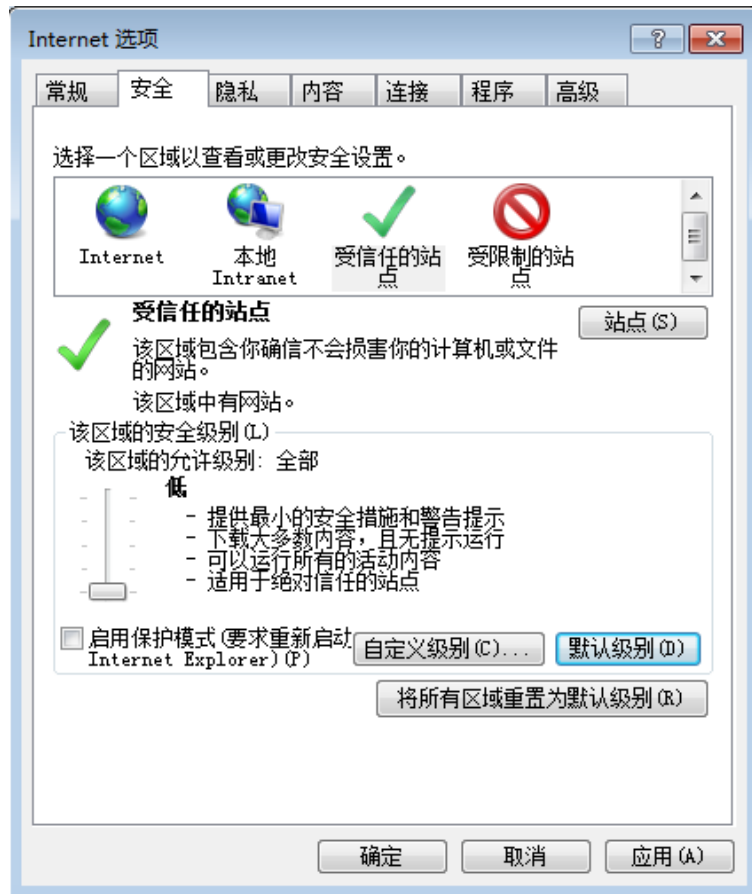 Internet 选项
常规 安全 隐私 内容 连接 程序 高级
选择一个区域以查看或更改安全设置。
Internet 本地 受信任的站 受限制的站
Intranet 点 点
受信任的站点
站点(S)
该区域包含你确信不会损害你的计算机或文件
的网站。
该区域中有网站。
该区域的安全级别(L)
该区域的允许级别: 全部
低
- 提供最小的安全措施和警告提示
- 下载大多数内容，且无提示运行
- 可以运行所有的活动内容
- 适用于绝对信任的站点
启用保护模式(要求重新启动
Internet Explorer)(P)
自定义级别(C)... 默认级别(D)
将所有区域重置为默认级别(R)
确定 取消 应用(A)